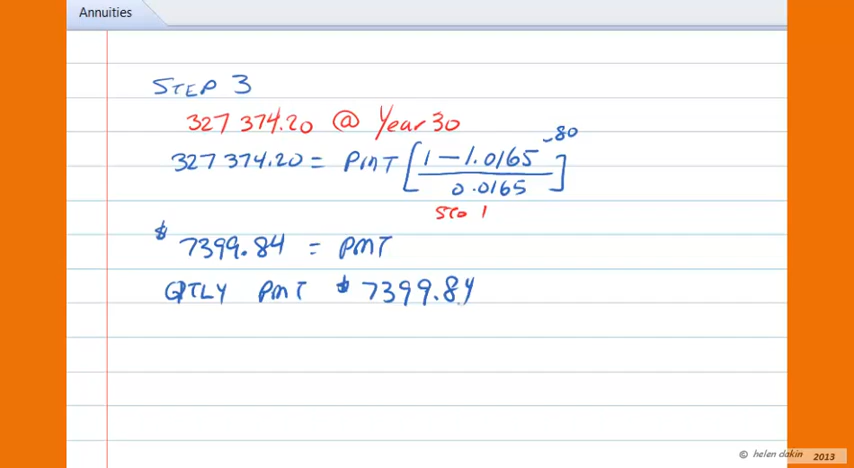 Annuities
STEP 3
327 374.20 @ Year 30
327 374.20 = PMT [1 - 1.0165^-80 / 0.0165]
STO 1
$ 7399.84 = PMT
QTLY PMT $ 7399.84
© helen dakin 2013